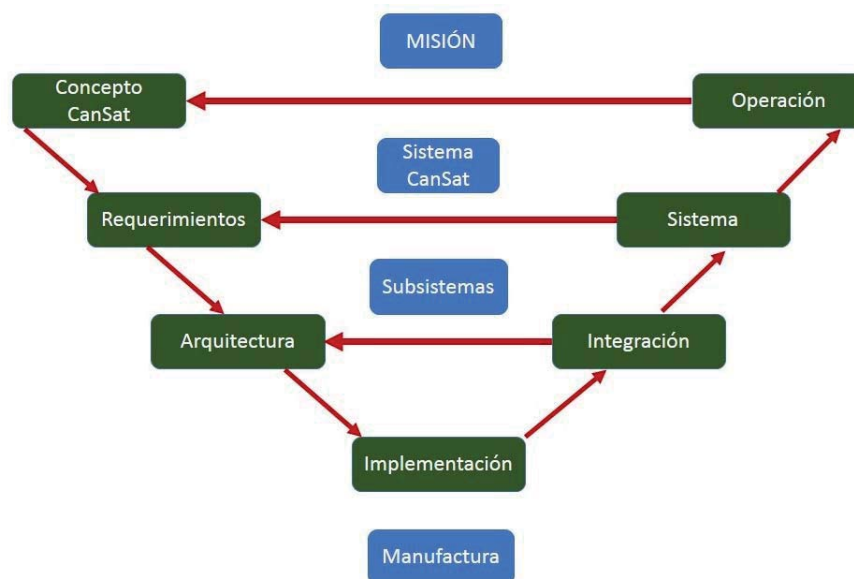 MISIÓN
Concepto
CanSat
Operación
Sistema
CanSat
Requerimientos
Sistema
Subsistemas
Arquitectura
Integración
Implementación
Manufactura